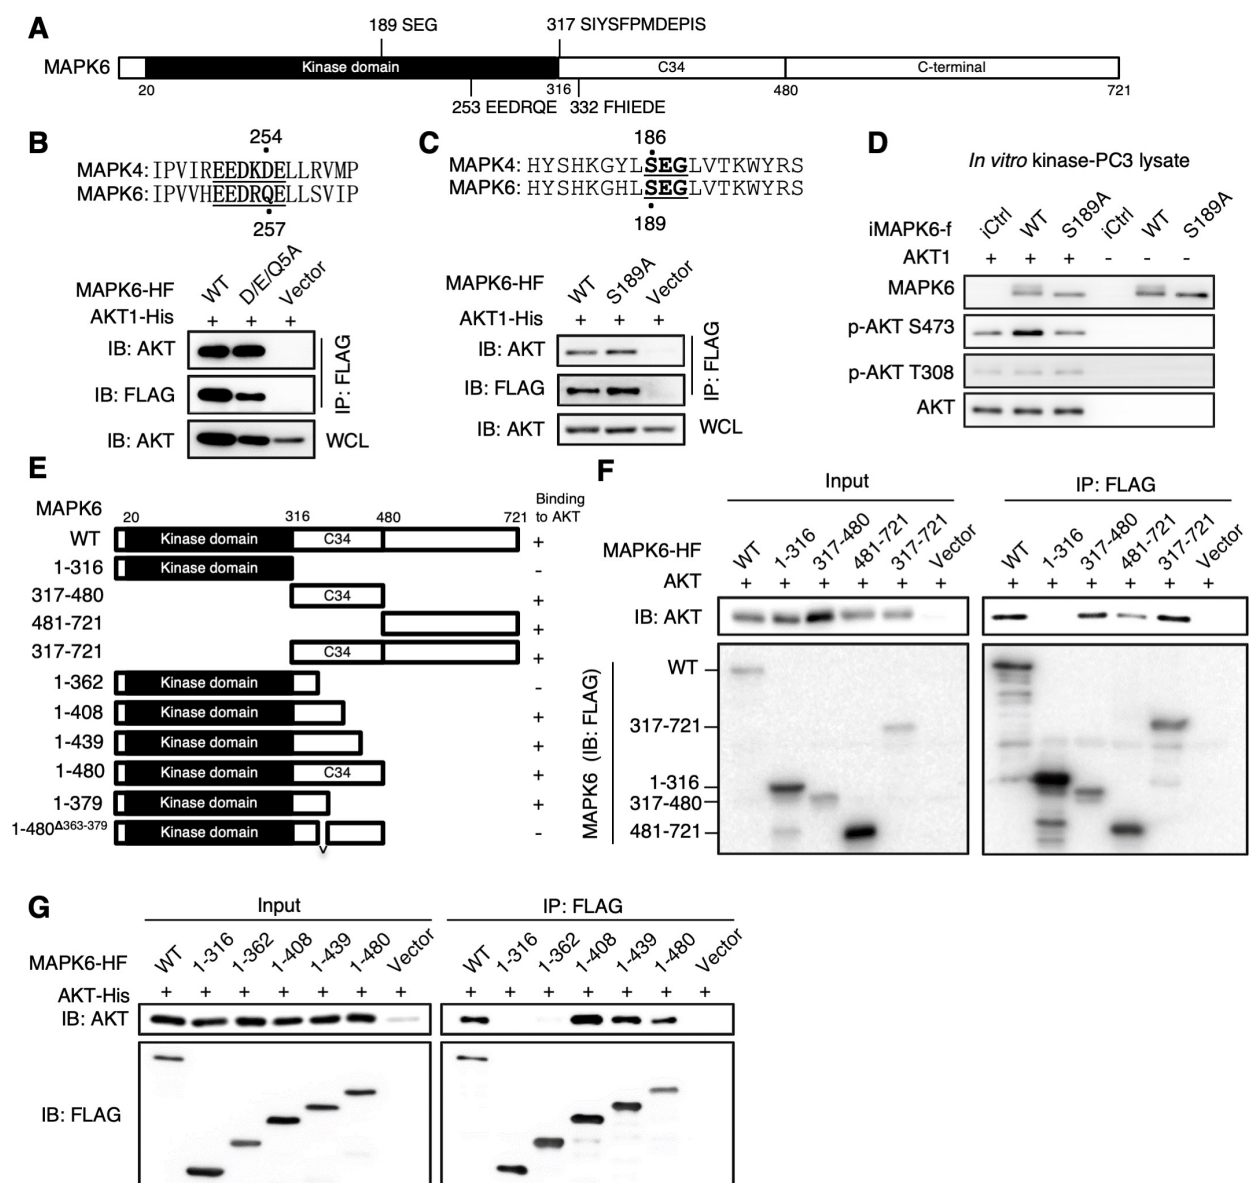 A
189 SEG
317 SIYSFPMDEPIS
MAPK6
Kinase domain
C34
C-terminal
20
316
480
721
253 EEDRQE
332 FHIEDE
B
254
MAPK4: IPVIREEDKDELLRVMP
MAPK6: IPVVHEEDRQELLSVIP
257
MAPK6-HF
WT
D/E/Q5A
Vector
AKT1-His + + +
IB: AKT
IB: FLAG
IP: FLAG
IB: AKT
WCL
C
186
MAPK4: HYSHKGYLSEGLVTKWYRS
MAPK6: HYSHKGHLSEGLVTKWYRS
189
MAPK6-HF
WT
S189A
Vector
AKT1-His + + +
IB: AKT
IB: FLAG
IP: FLAG
IB: AKT
WCL
D
In vitro kinase-PC3 lysate
iMAPK6-f
iCtrl
WT
S189A
iCtrl
WT
S189A
AKT1 + + + - - -
MAPK6
p-AKT S473
p-AKT T308
AKT
E
MAPK6
20
316
480
721
Binding
to AKT
WT Kinase domain C34 +
1-316 Kinase domain -
317-480 C34 +
481-721 +
317-721 C34 +
1-362 Kinase domain -
1-408 Kinase domain +
1-439 Kinase domain +
1-480 Kinase domain C34 +
1-379 Kinase domain +
1-480Δ363-379 Kinase domain -
F
Input
IP: FLAG
MAPK6-HF
WT
1-316
317-480
481-721
317-721
Vector
WT
1-316
317-480
481-721
317-721
Vector
AKT + + + + + + + + + + + +
IB: AKT
MAPK6 (IB: FLAG)
WT
317-721
1-316
317-480
481-721
G
Input
IP: FLAG
MAPK6-HF
WT
1-316
1-362
1-408
1-439
1-480
Vector
WT
1-316
1-362
1-408
1-439
1-480
Vector
AKT-His + + + + + + + + + + + + + +
IB: AKT
IB: FLAG